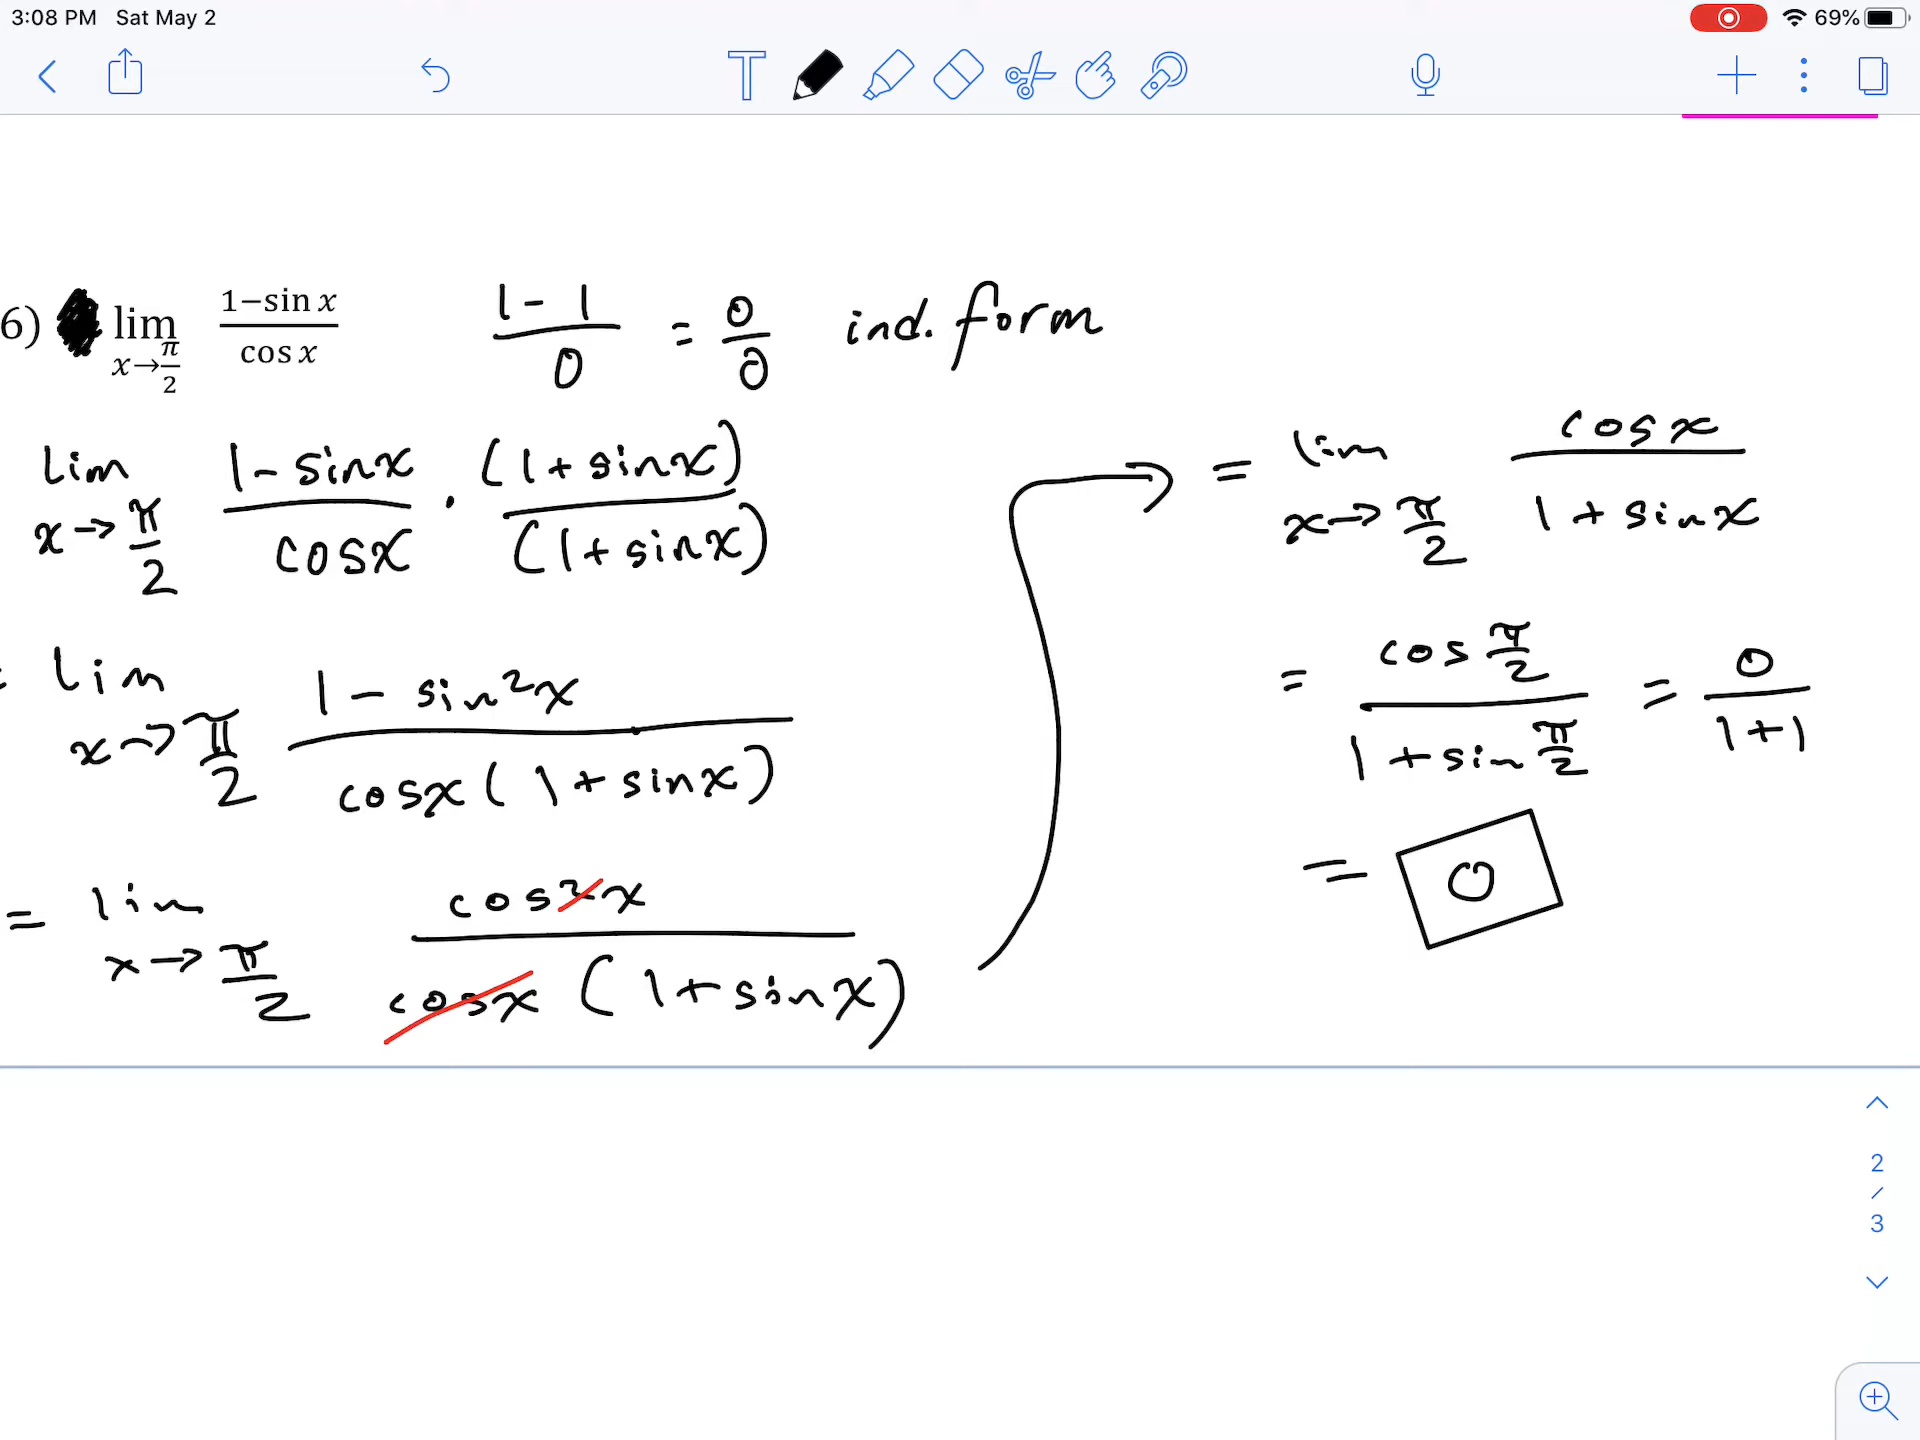 3:08 PM Sat May 2 69%
T
6) lim x→π/2 (1−sin x)/(cos x) (1-1)/0 = 0/0 ind. form
lim x→π/2 (1-sinx)/(cosx) · (1+sinx)/(1+sinx)
= lim x→π/2 (1 - sin²x)/(cosx(1+sinx))
= lim x→π/2 (cos²x)/(cosx (1+sinx))
= lim x→π/2 (cosx)/(1+sinx)
= (cos π/2)/(1+sin π/2) = 0/(1+1)
= 0
2
/
3